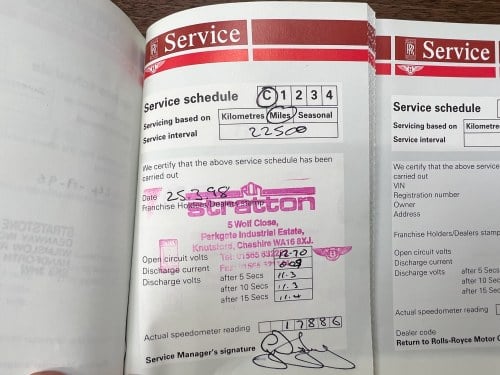 Service
Service schedule C 1 2 3 4
Servicing based on Kilometres Miles Seasonal
Service interval 22500
We certify that the above service schedule has been
carried out
Date 25.3.98
Franchise Holders/Dealers stamp
stratton
5 Wolf Close,
Parkgate Industrial Estate,
Knutsford, Cheshire WA16 8XJ.
Open circuit volts 12.70
Discharge current
Discharge volts after 5 Secs 11.3
after 10 Secs 11.3
after 15 Secs 11.4
Actual speedometer reading 17886
Service Manager's signature
Service
Service schedule
Servicing based on Kilometre
Service interval
We certify that the above servi
carried out
VIN
Registration number
Owner
Address
Franchise Holders/Dealers stamp
Open circuit volts
Discharge current
Discharge volts after 5 S
after 10
after 15
Actual speedometer reading
Dealer code
Return to Rolls-Royce Motor C